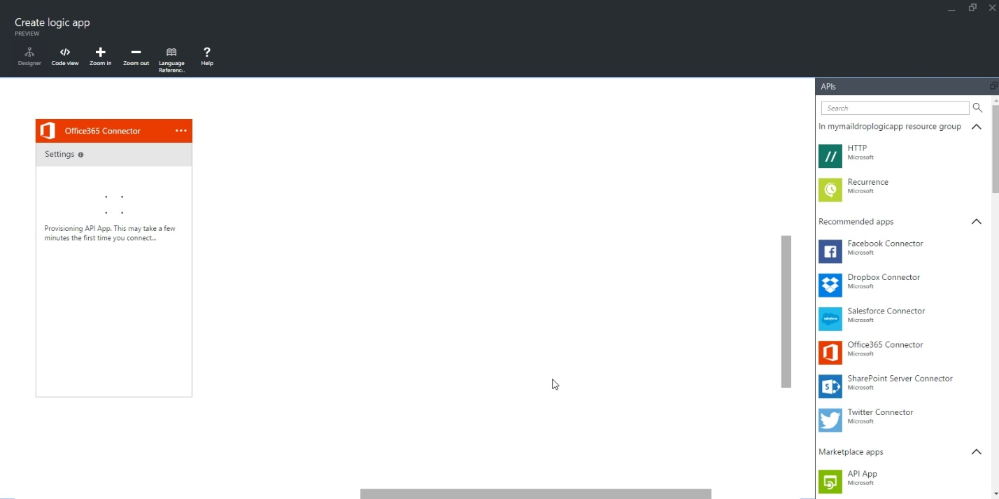 Create logic app
PREVIEW
Designer
Code view
Zoom in
Zoom out
Language
Referenc..
Help
Office365 Connector
Settings
Provisioning API App. This may take a few
minutes the first time you connect...
APIs
Search
In mymaildroplogicapp resource group
HTTP
Microsoft
Recurrence
Microsoft
Recommended apps
Facebook Connector
Microsoft
Dropbox Connector
Microsoft
salesforce
Salesforce Connector
Microsoft
Office365 Connector
Microsoft
SharePoint Server Connector
Microsoft
Twitter Connector
Microsoft
Marketplace apps
API App
Microsoft